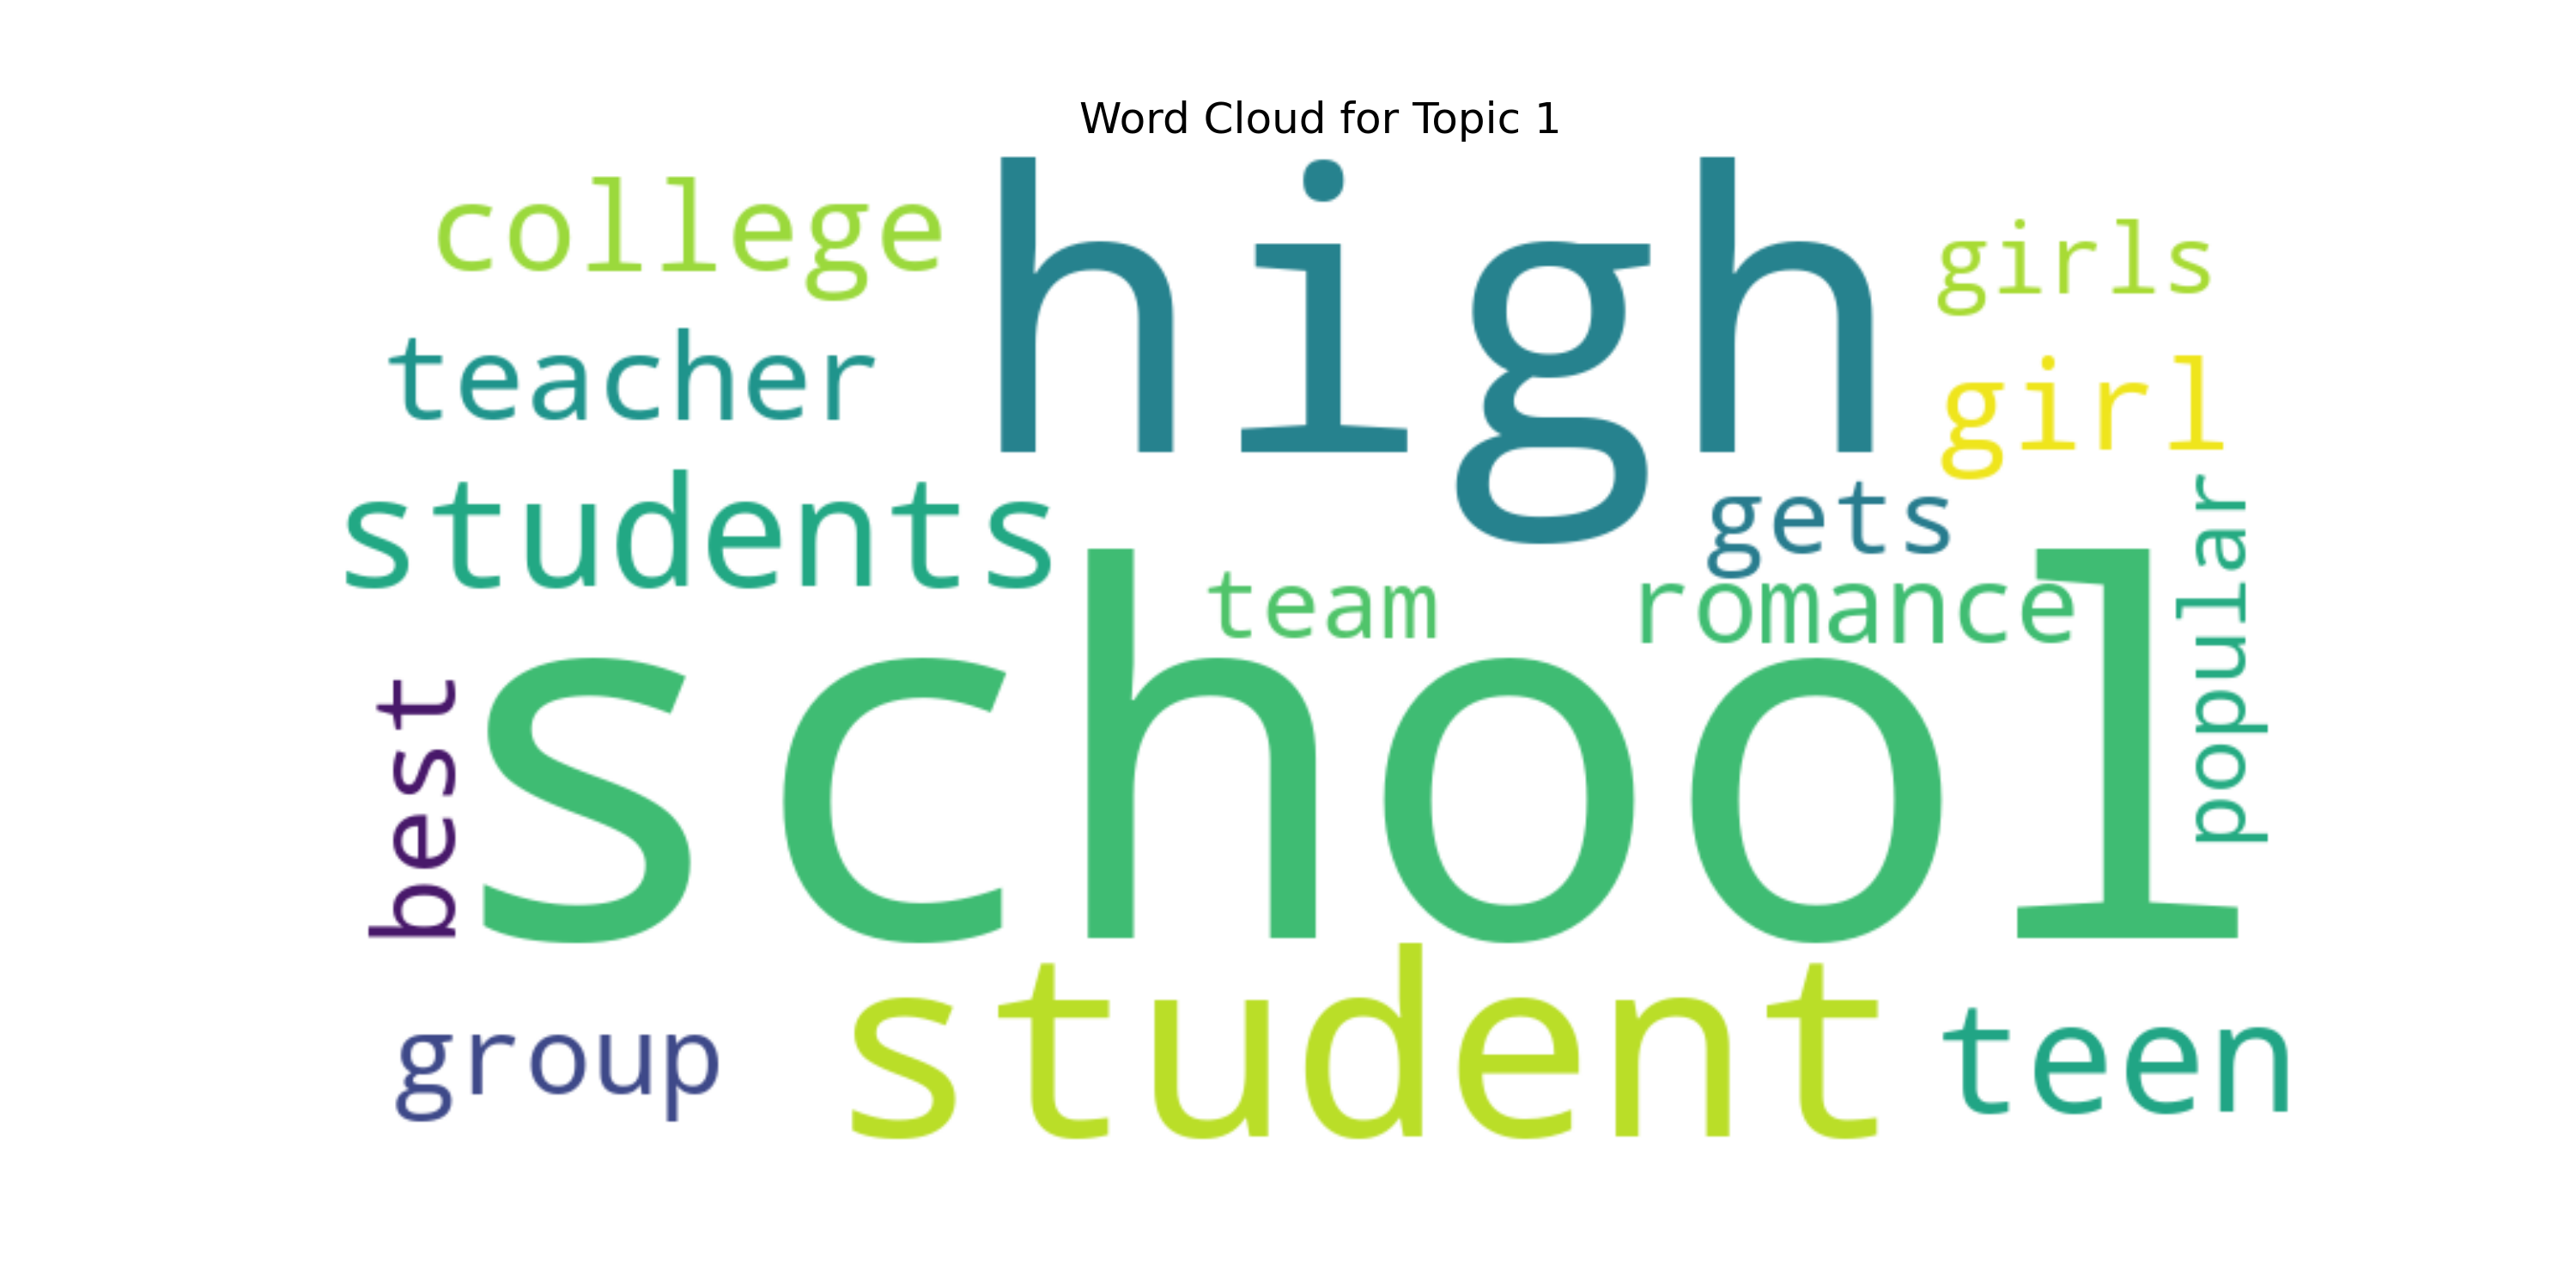 Word Cloud for Topic 1
college
high
girls
teacher
girl
students
gets
popular
team
romance
best
school
student
group
teen